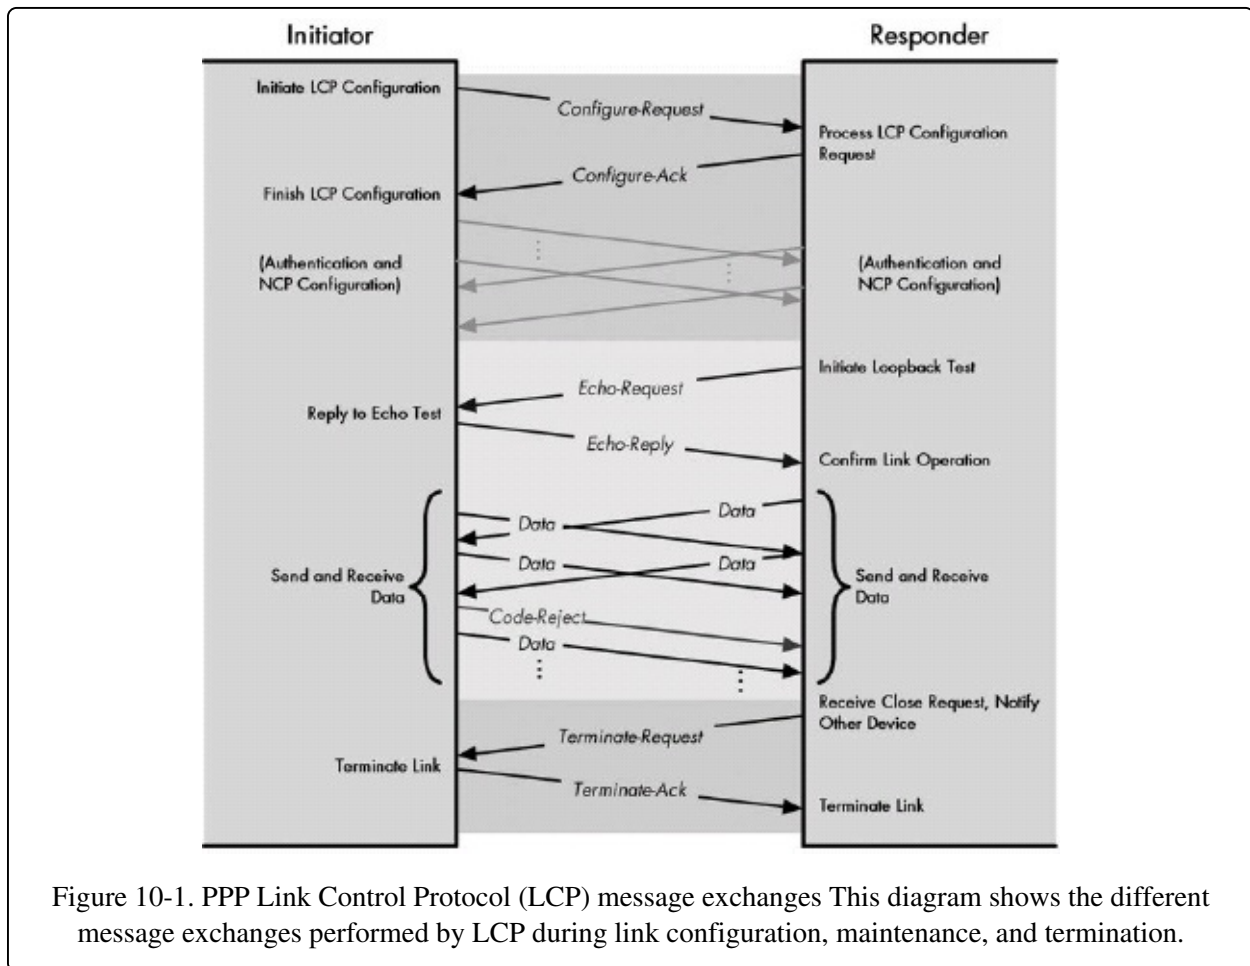 Initiator
Responder
Initiate LCP Configuration
Configure-Request
Process LCP Configuration
Request
Configure-Ack
Finish LCP Configuration
(Authentication and
NCP Configuration)
(Authentication and
NCP Configuration)
Initiate Loopback Test
Echo-Request
Reply to Echo Test
Echo-Reply
Confirm Link Operation
Data
Data
Data
Data
Send and Receive
Data
Send and Receive
Data
Code-Reject
Data
Receive Close Request, Notify
Other Device
Terminate-Request
Terminate Link
Terminate-Ack
Terminate Link
Figure 10-1. PPP Link Control Protocol (LCP) message exchanges This diagram shows the different
message exchanges performed by LCP during link configuration, maintenance, and termination.